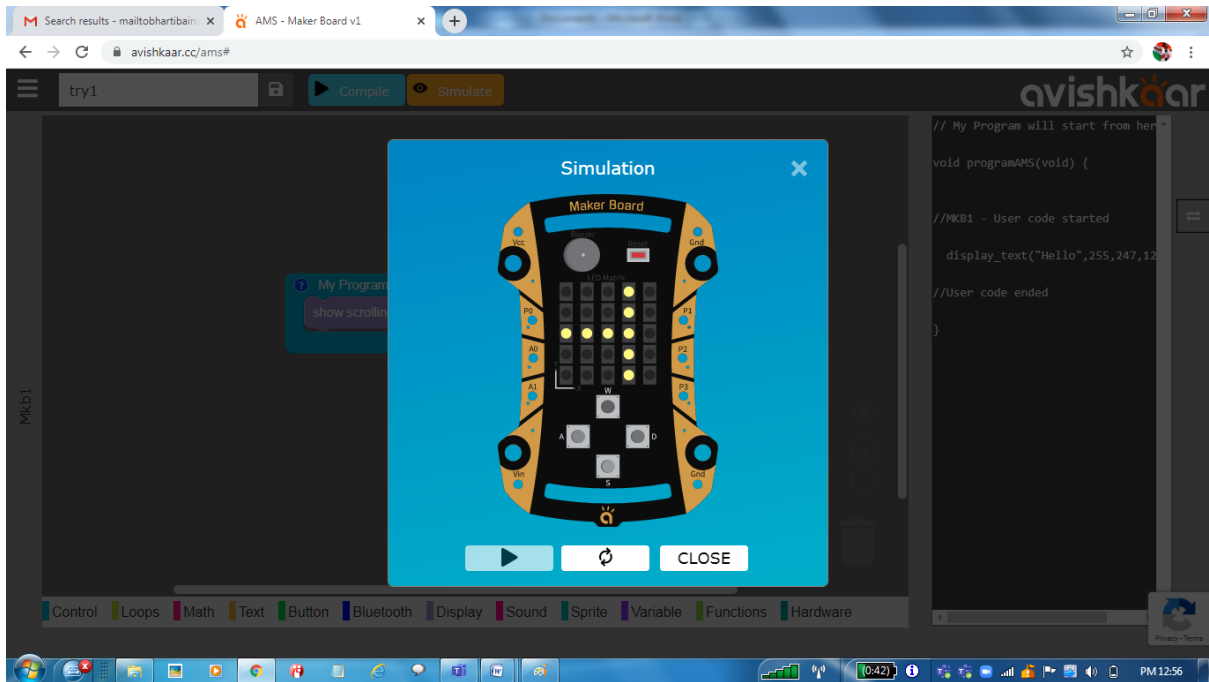 Search results - mailtobhartibain
AMS - Maker Board v1
avishkaar.cc/ams#
try1
Compile
Simulate
avishkaar
// My Program will start from her
void programAMS(void) {
//MKB1 - User code started
display_text("Hello",255,247,12
//User code ended
}
Mkb1
My Program
show scrollin
Simulation
Maker Board
Vcc
Buzzer
Reset
Gnd
LED Matrix
P0
P1
A0
P2
Y
X
A1
P3
W
A
D
S
Vin
Gnd
CLOSE
Control
Loops
Math
Text
Button
Bluetooth
Display
Sound
Sprite
Variable
Functions
Hardware
Privacy - Terms
(0:42)
PM 12:56